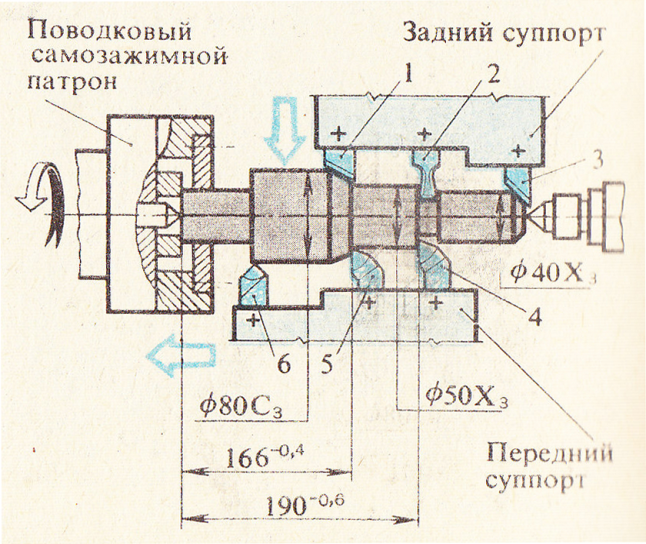 Поводковый
самозажимной
патрон
Задний суппорт
1
2
3
ϕ40X₃
4
6
5
ϕ80C₃
ϕ50X₃
166⁻⁰,⁴
190⁻⁰,⁶
Передний
суппорт